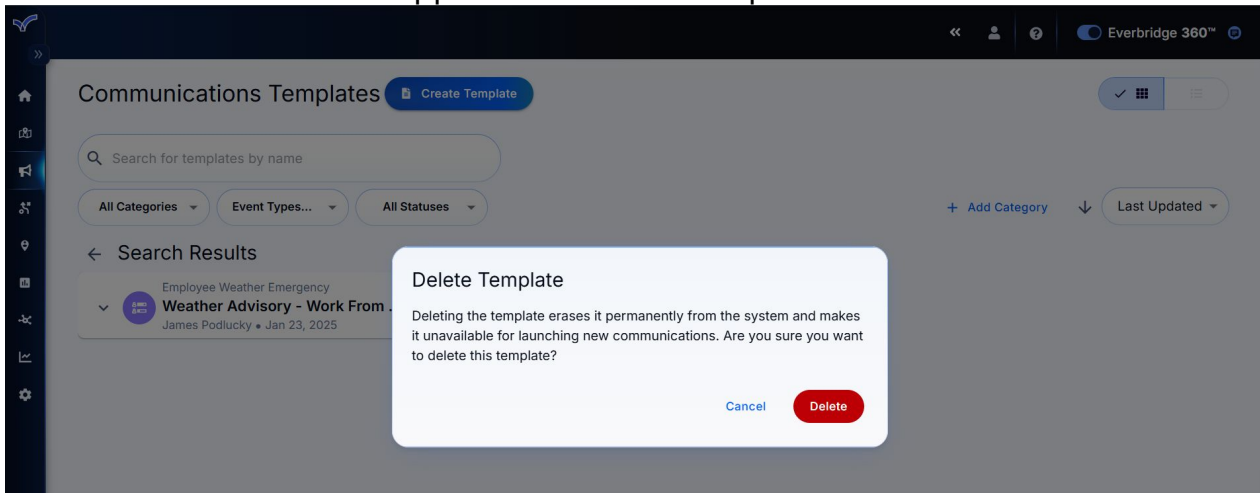 Everbridge 360™
Communications Templates
Create Template
Search for templates by name
All Categories
Event Types...
All Statuses
+ Add Category
Last Updated
Search Results
Employee Weather Emergency
Weather Advisory - Work From .
James Podlucky • Jan 23, 2025
Delete Template
Deleting the template erases it permanently from the system and makes
it unavailable for launching new communications. Are you sure you want
to delete this template?
Cancel
Delete